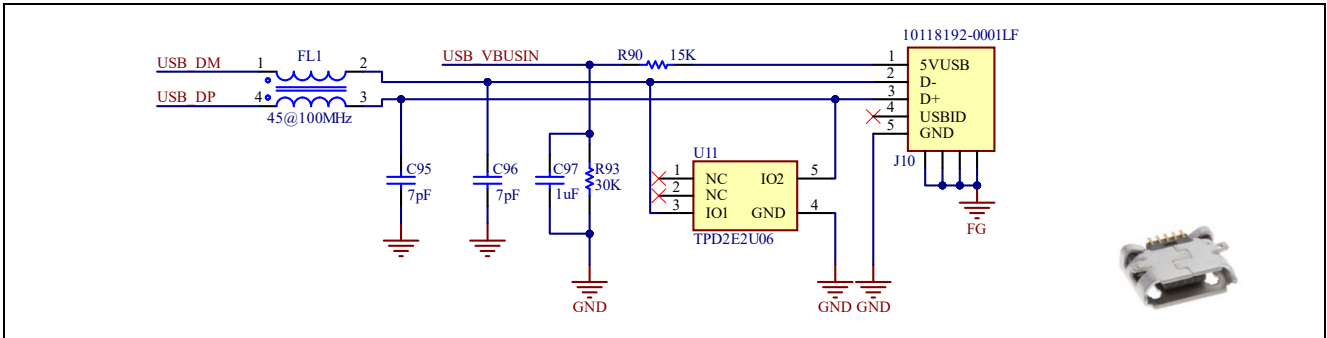 10118192-0001LF
USB_DM 1 FL1 2 USB_VBUSIN R90 15K 1 5VUSB
2 D-
USB_DP 4 3 3 D+
45@100MHz 4 USBID
5 GND
J10
C95 7pF
C96 7pF
C97 1uF
R93 30K
U11
1 NC IO2 5
2 NC
3 IO1 GND 4
TPD2E2U06
FG
GND GND GND